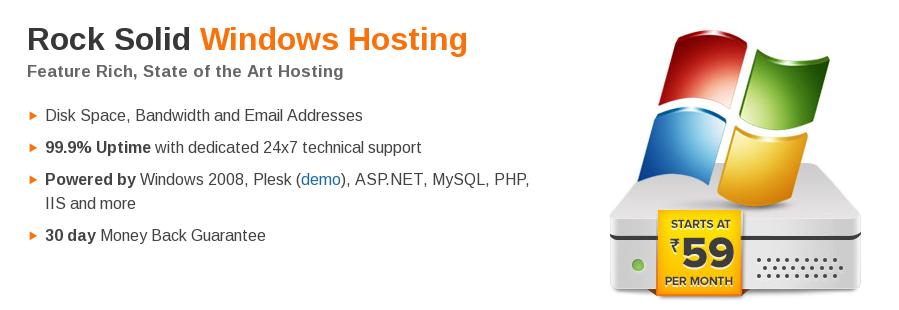 Rock Solid Windows Hosting
Feature Rich, State of the Art Hosting
Disk Space, Bandwidth and Email Addresses
99.9% Uptime with dedicated 24x7 technical support
Powered by Windows 2008, Plesk (demo), ASP.NET, MySQL, PHP,
IIS and more
30 day Money Back Guarantee
STARTS AT
₹59
PER MONTH